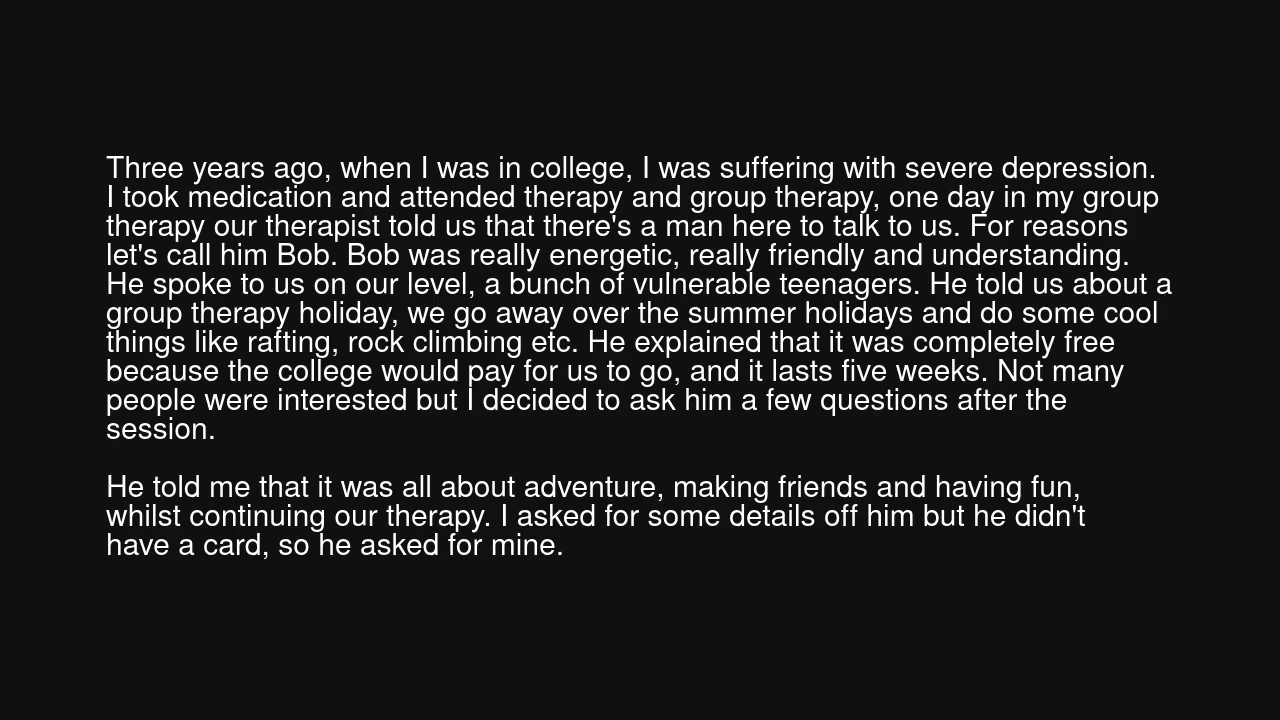 Three years ago, when I was in college, I was suffering with severe depression.
I took medication and attended therapy and group therapy, one day in my group
therapy our therapist told us that there's a man here to talk to us. For reasons
let's call him Bob. Bob was really energetic, really friendly and understanding.
He spoke to us on our level, a bunch of vulnerable teenagers. He told us about a
group therapy holiday, we go away over the summer holidays and do some cool
things like rafting, rock climbing etc. He explained that it was completely free
because the college would pay for us to go, and it lasts five weeks. Not many
people were interested but I decided to ask him a few questions after the
session.
He told me that it was all about adventure, making friends and having fun,
whilst continuing our therapy. I asked for some details off him but he didn't
have a card, so he asked for mine.